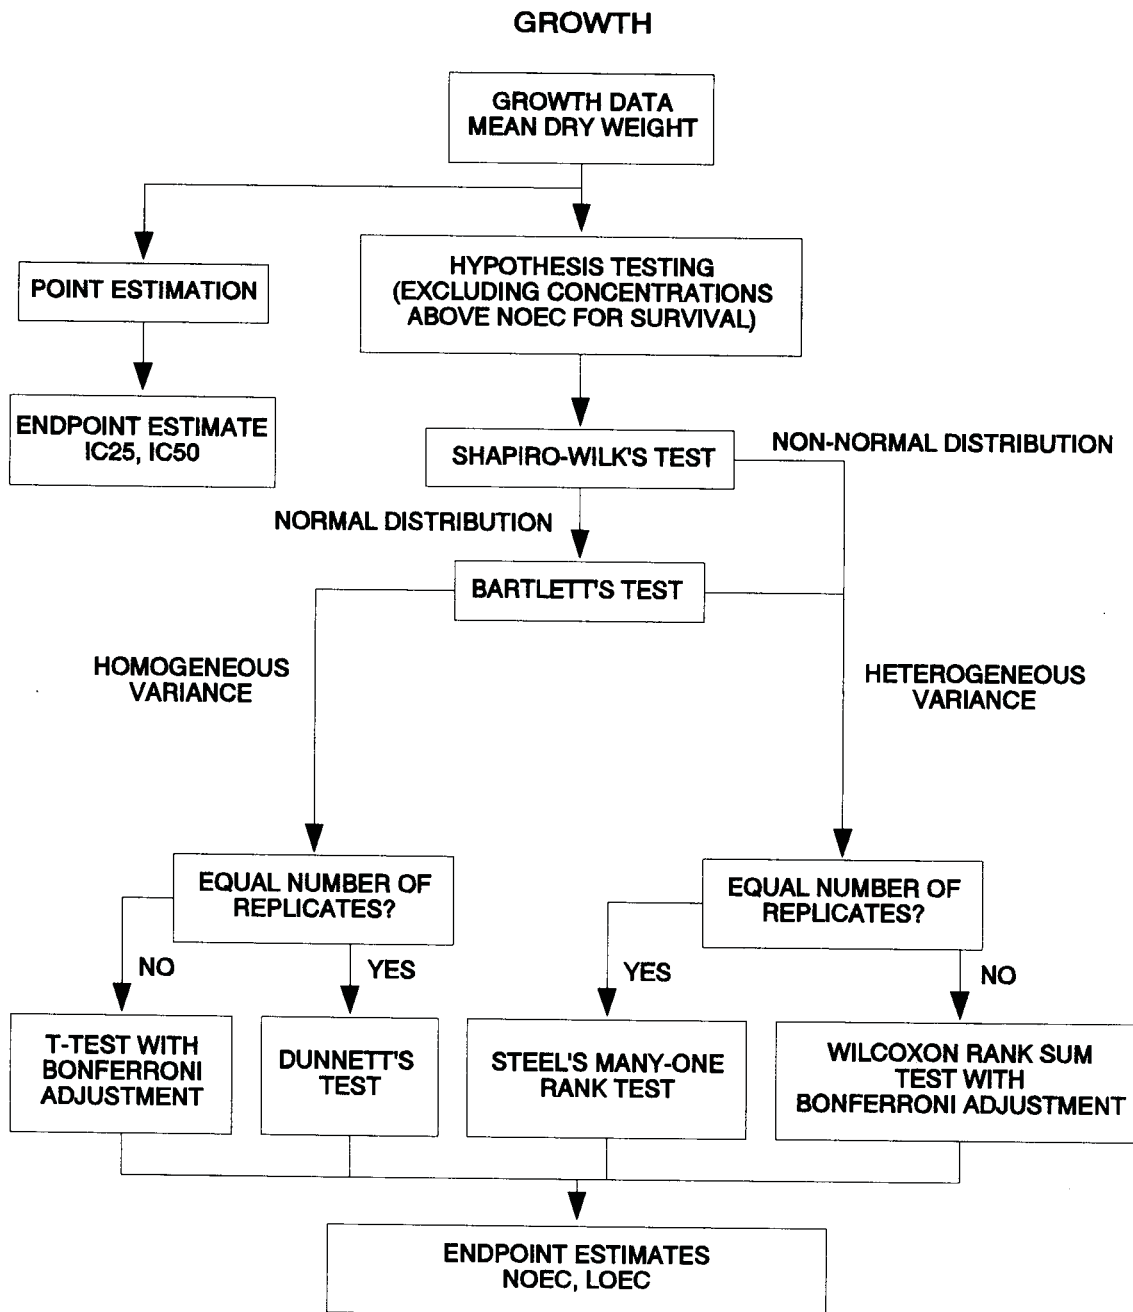 GROWTH
GROWTH DATA
MEAN DRY WEIGHT
POINT ESTIMATION
HYPOTHESIS TESTING
(EXCLUDING CONCENTRATIONS
ABOVE NOEC FOR SURVIVAL)
ENDPOINT ESTIMATE
IC25, IC50
SHAPIRO-WILK'S TEST
NON-NORMAL DISTRIBUTION
NORMAL DISTRIBUTION
BARTLETT'S TEST
HOMOGENEOUS
VARIANCE
HETEROGENEOUS
VARIANCE
EQUAL NUMBER OF
REPLICATES?
EQUAL NUMBER OF
REPLICATES?
NO
YES
YES
NO
T-TEST WITH
BONFERRONI
ADJUSTMENT
DUNNETT'S
TEST
STEEL'S MANY-ONE
RANK TEST
WILCOXON RANK SUM
TEST WITH
BONFERRONI ADJUSTMENT
ENDPOINT ESTIMATES
NOEC, LOEC